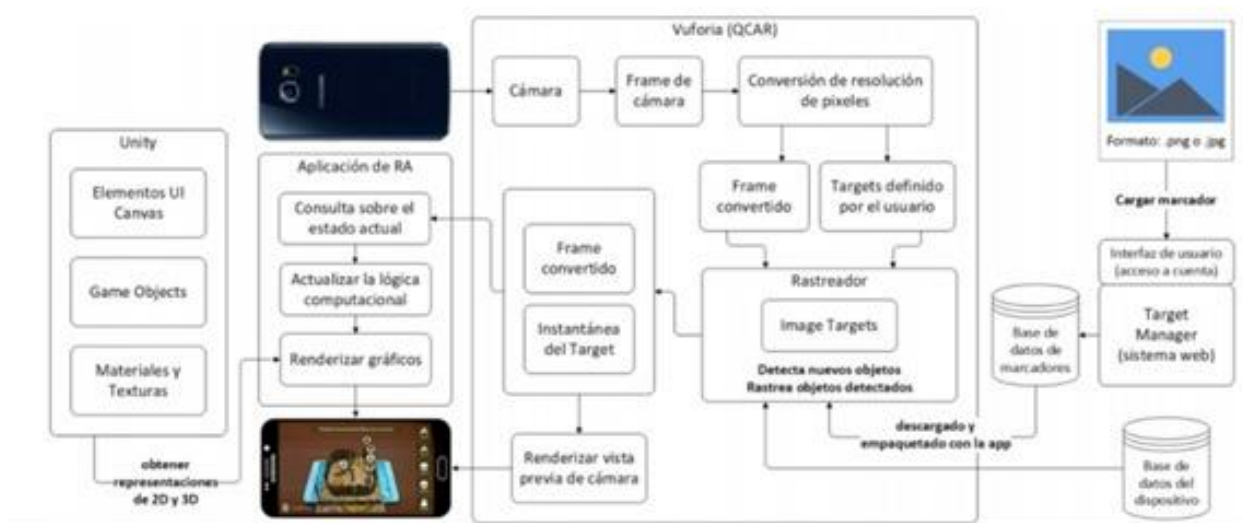 Vuforia (QCAR)
Cámara
Frame de
cámara
Conversión de resolución
de pixeles
Formato: .png o .jpg
Unity
Elementos UI
Canvas
Game Objects
Materiales y
Texturas
obtener
representaciones
de 2D y 3D
Aplicación de RA
Consulta sobre el
estado actual
Actualizar la lógica
computacional
Renderizar gráficos
Frame
convertido
Instantánea
del Target
Renderizar vista
previa de cámara
Frame
convertido
Targets definido
por el usuario
Rastreador
Image Targets
Detecta nuevos objetos
Rastrea objetos detectados
descargado y
empaquetado con la app
Cargar marcador
Interfaz de usuario
(acceso a cuenta)
Target
Manager
(sistema web)
Base de
datos de
marcadores
Base de
datos del
dispositivo